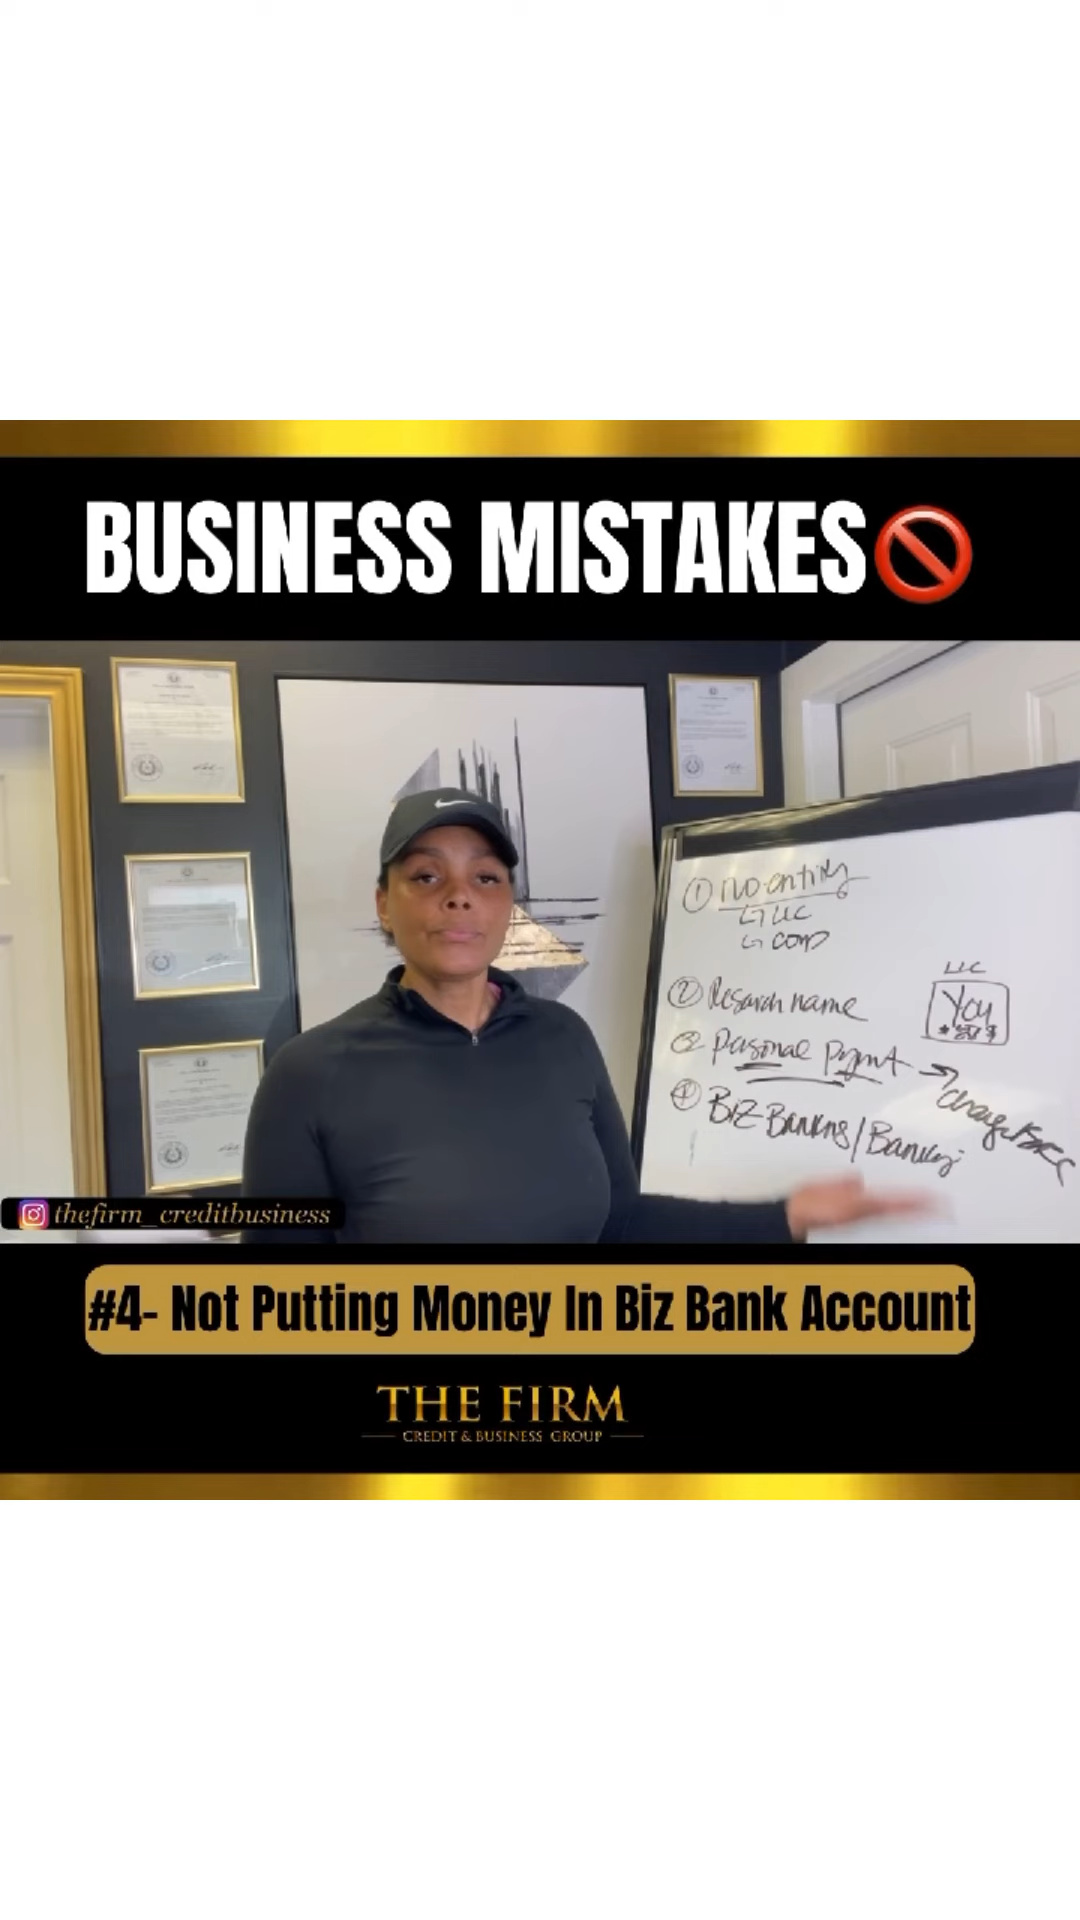 BUSINESS MISTAKES🚫
① no entity
↳ LLC
↳ corp
LLC
You
② Research name
③ Personal Pymnt →
④ Biz Banking/Banking
thefirm_creditbusiness
#4- Not Putting Money In Biz Bank Account
THE FIRM
CREDIT & BUSINESS GROUP